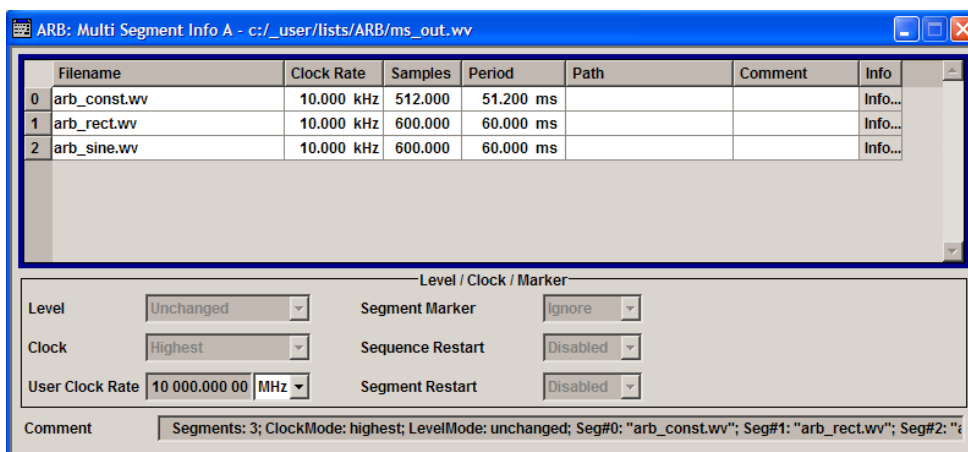 ARB: Multi Segment Info A - c:/_user/lists/ARB/ms_out.wv
Filename Clock Rate Samples Period Path Comment Info
0 arb_const.wv 10.000 kHz 512.000 51.200 ms Info...
1 arb_rect.wv 10.000 kHz 600.000 60.000 ms Info...
2 arb_sine.wv 10.000 kHz 600.000 60.000 ms Info...
Level / Clock / Marker
Level Unchanged Segment Marker Ignore
Clock Highest Sequence Restart Disabled
User Clock Rate 10 000.000 00 MHz Segment Restart Disabled
Comment Segments: 3; ClockMode: highest; LevelMode: unchanged; Seg#0: "arb_const.wv"; Seg#1: "arb_rect.wv"; Seg#2: "a